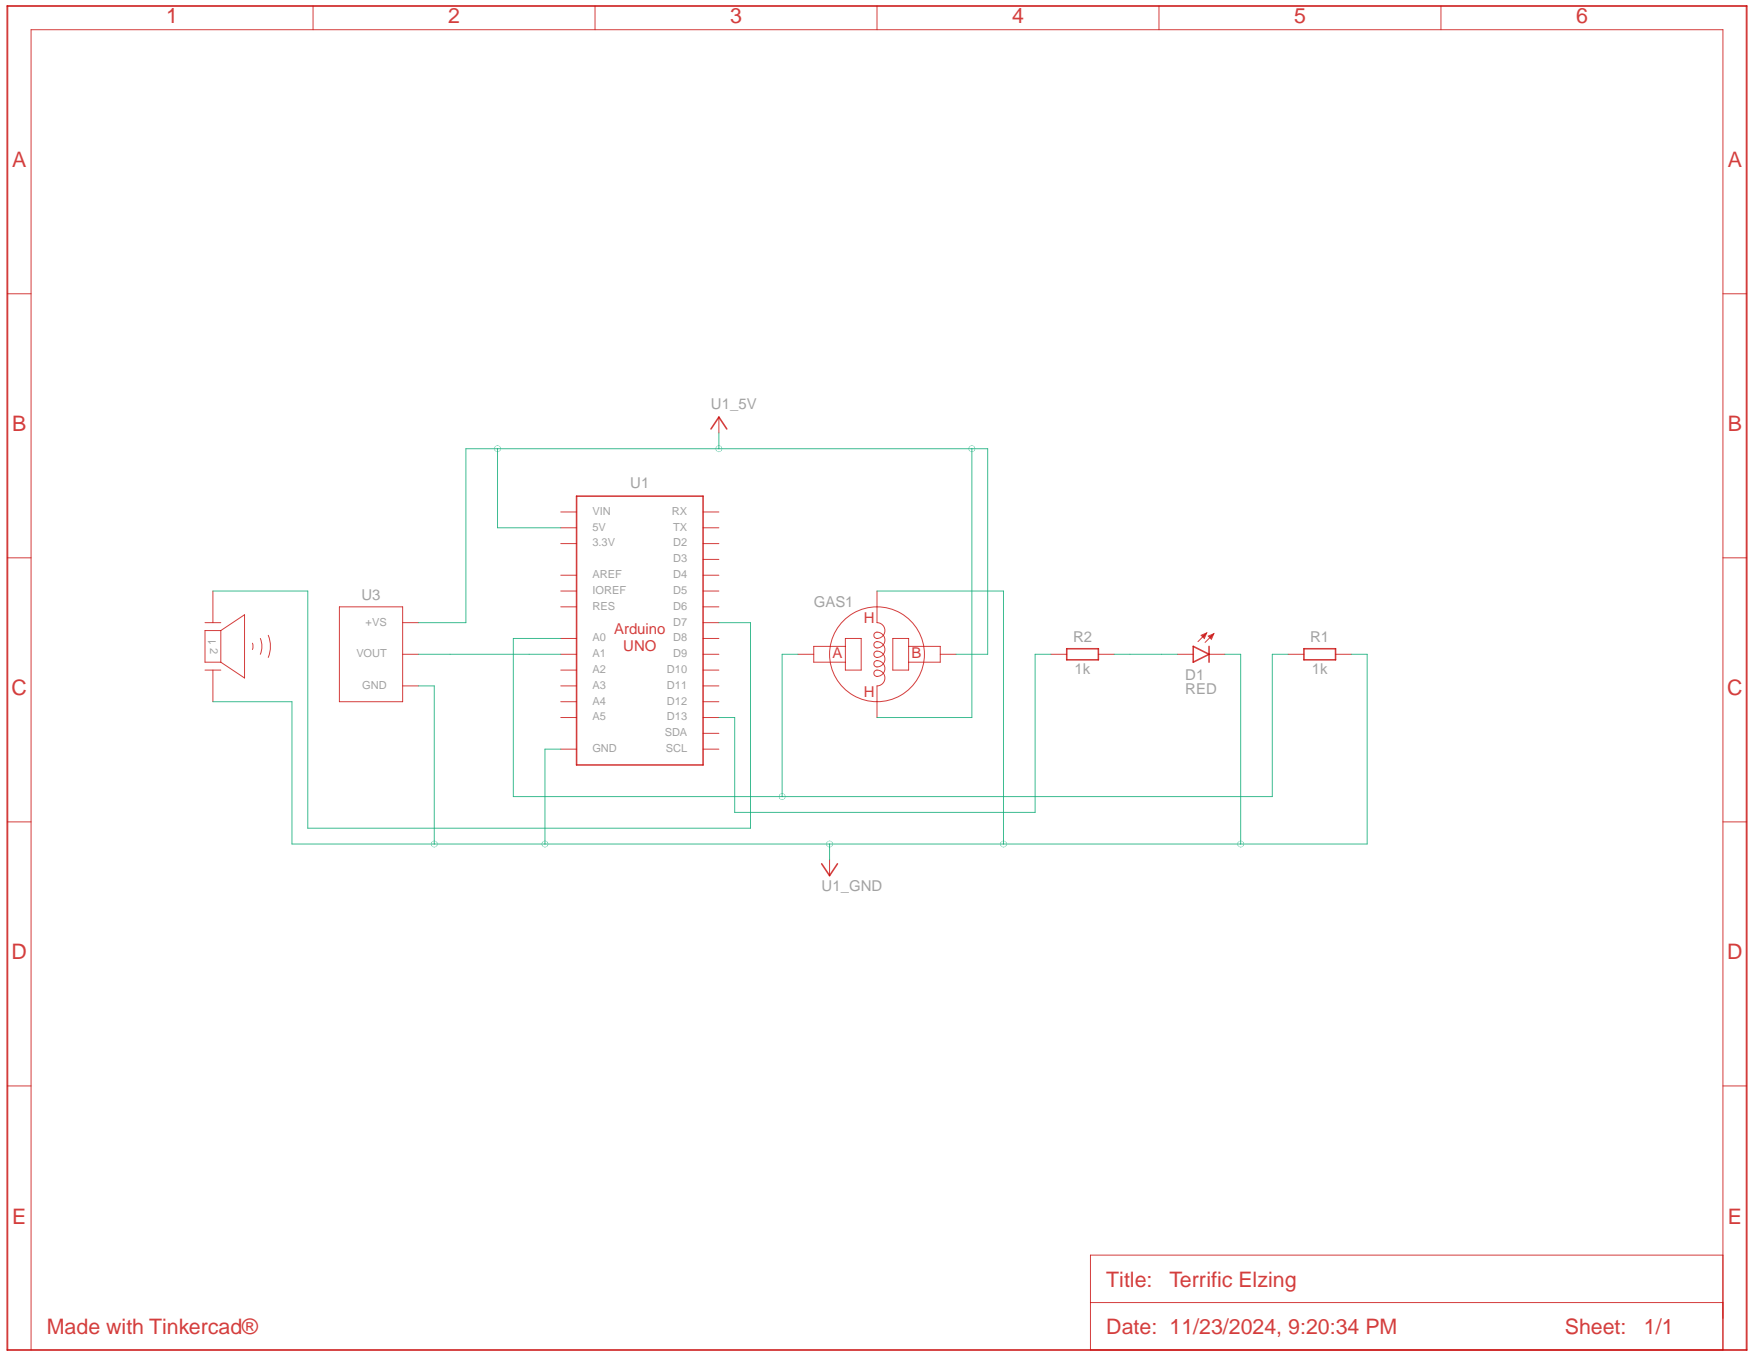 1 2 3 4 5 6
A A
B B
C C
D D
E E
U1_5V
U1
VIN RX
5V TX
3.3V D2
D3
AREF D4
IOREF D5
RES D6
D7
A0 D8
A1 D9
A2 D10
A3 D11
A4 D12
A5 D13
SDA
GND SCL
Arduino
UNO
U3
+VS
VOUT
GND
GAS1
H
A B
H
R2
1k
D1
RED
R1
1k
U1_GND
Title: Terrific Elzing
Date: 11/23/2024, 9:20:34 PM Sheet: 1/1
Made with Tinkercad®